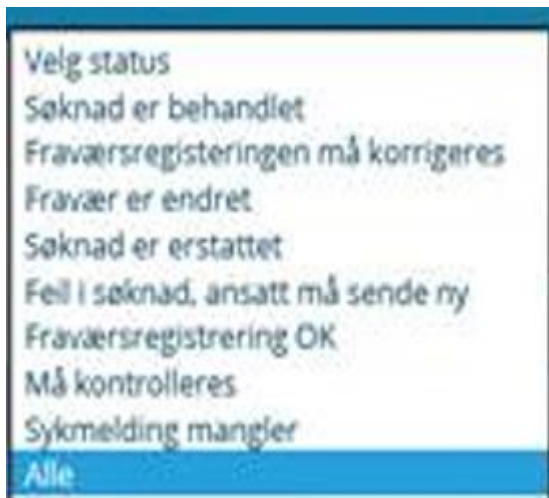 Velg status
Søknad er behandlet
Fraværsregisteringen må korrigeres
Fravær er endret
Søknad er erstattet
Feil i søknad, ansatt må sende ny
Fraværsregistrering OK
Må kontrolleres
Sykmelding mangler
Alle